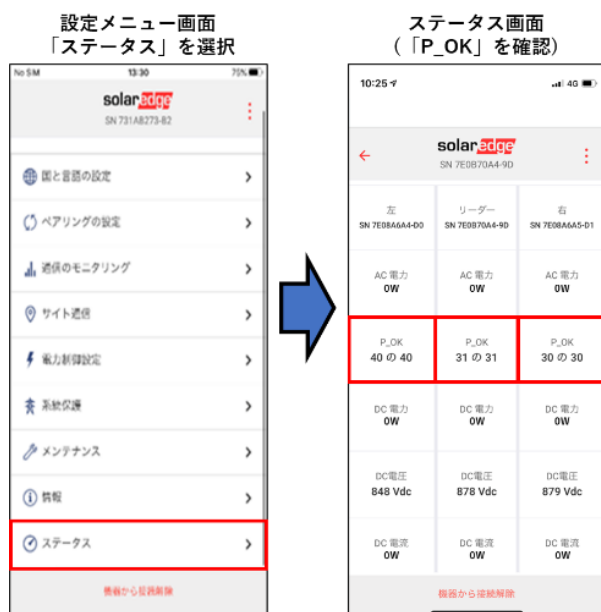 設定メニュー画面
「ステータス」を選択
No SIM 13:30 75%
solaredge
SN 731AB273-B2
国と言語の設定
ペアリングの設定
通信のモニタリング
サイト通信
電力制御設定
系統保護
メンテナンス
情報
ステータス
機器から接続解除
ステータス画面
(「P_OK」を確認)
10:25 4G
solaredge
SN 7E0B70A4-9D
左 リーダー 右
SN 7E08A6A4-D0 SN 7E0B70A4-9D SN 7E08A6A5-D1
AC 電力 AC 電力 AC 電力
0W 0W 0W
P_OK P_OK P_OK
40 の 40 31 の 31 30 の 30
DC 電力 DC 電力 DC 電力
0W 0W 0W
DC電圧 DC電圧 DC電圧
848 Vdc 878 Vdc 879 Vdc
DC 電流 DC 電流 DC 電流
0W 0W 0W
機器から接続解除